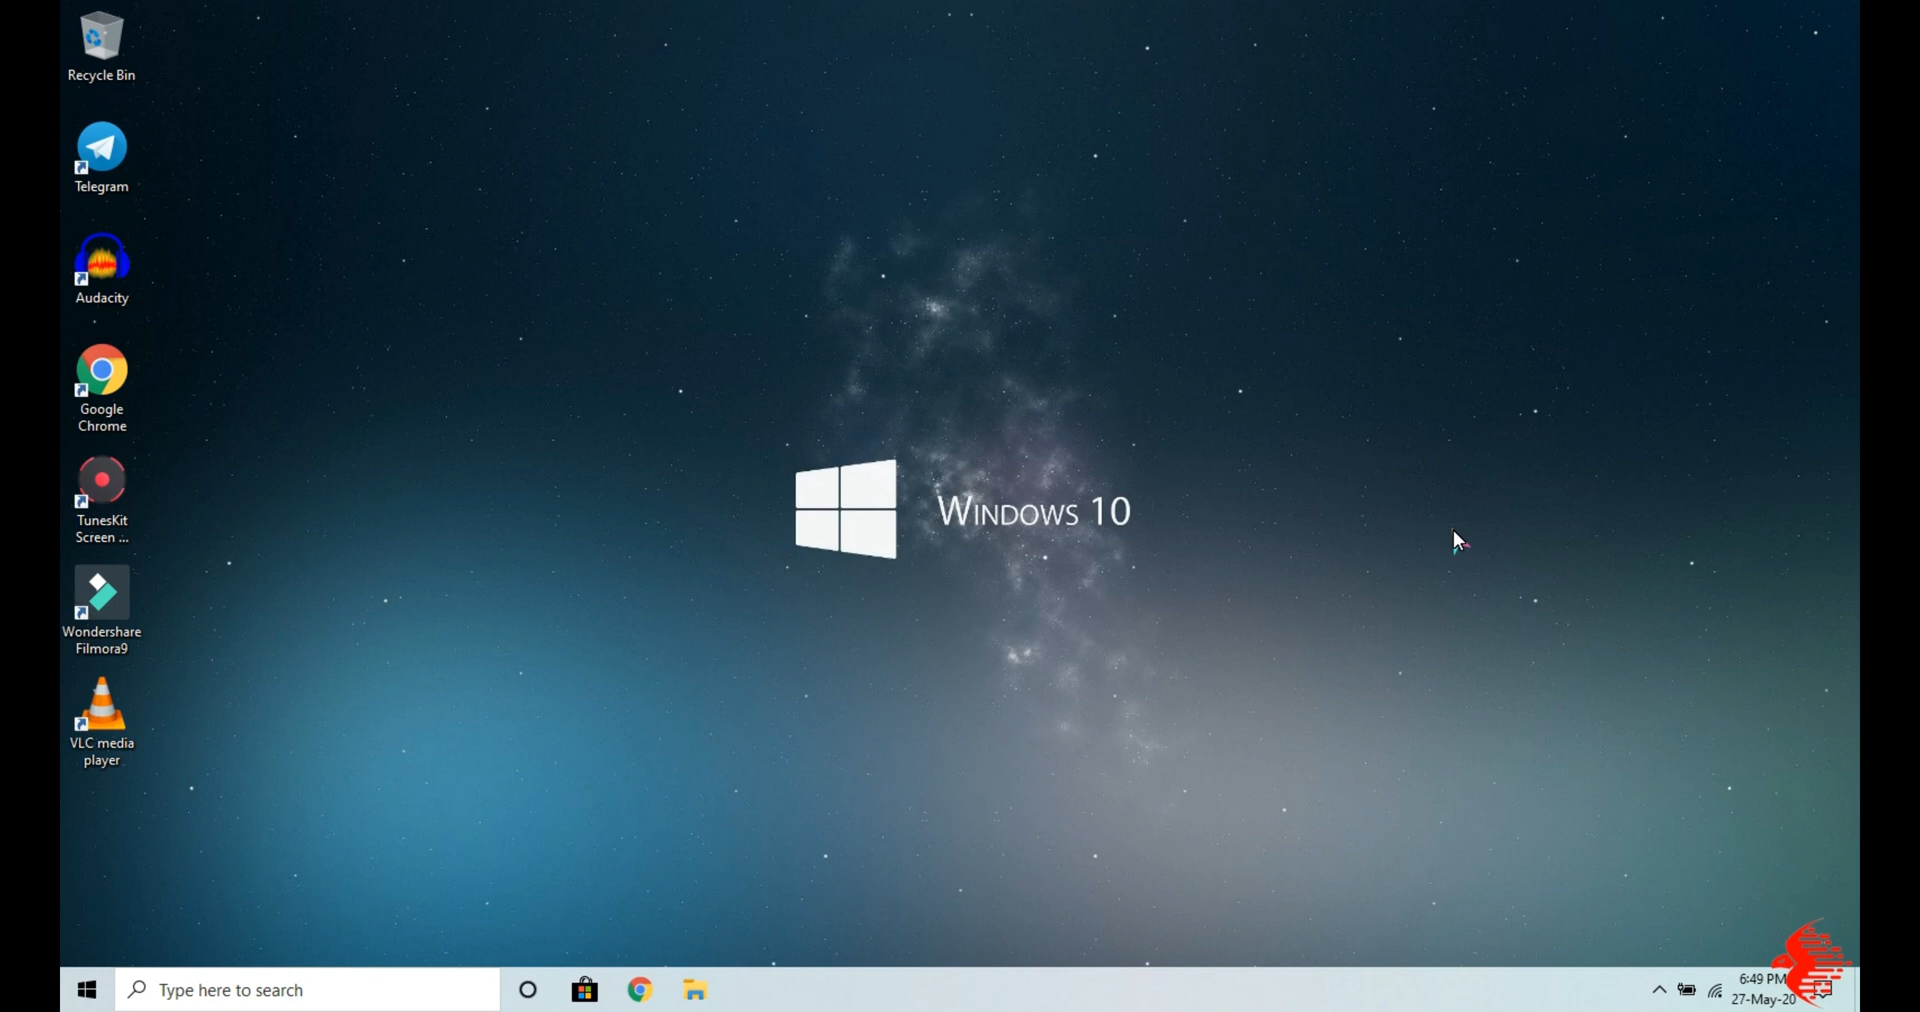 Recycle Bin
Telegram
Audacity
Google
Chrome
TunesKit
Screen ...
Wondershare
Filmora9
VLC media
player
WINDOWS 10
Type here to search
6:49 PM
27-May-20